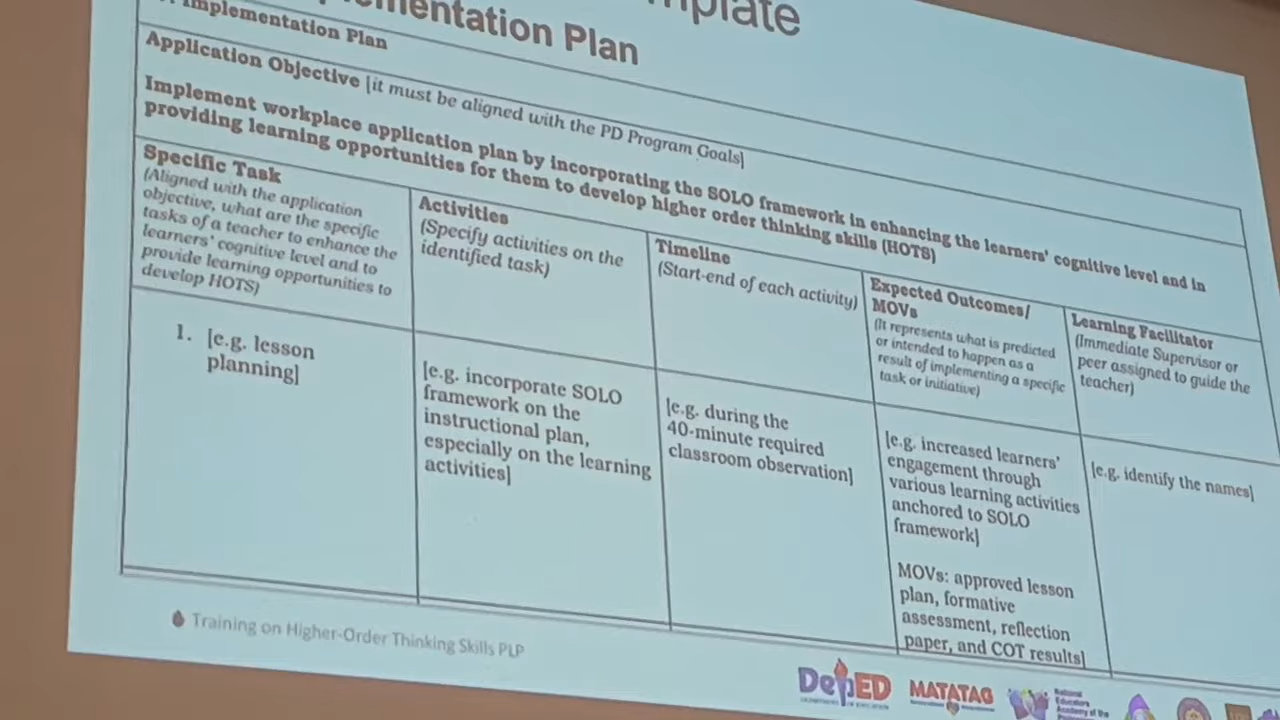 plate
Implementation Plan
Implementation Plan
Application Objective [it must be aligned with the PD Program Goals]
Implement workplace application plan by incorporating the SOLO framework in enhancing the learners' cognitive level and in
providing learning opportunities for them to develop higher order thinking skills (HOTS)
Specific Task
(Aligned with the application
objective, what are the specific
tasks of a teacher to enhance the
learners' cognitive level and to
provide learning opportunities to
develop HOTS)
Activities
(Specify activities on the
identified task)
Timeline
(Start-end of each activity)
Expected Outcomes/
MOVs
(It represents what is predicted
or intended to happen as a
result of implementing a specific
task or initiative)
Learning Facilitator
(Immediate Supervisor or
peer assigned to guide the
teacher)
1. [e.g. lesson
planning]
[e.g. incorporate SOLO
framework on the
instructional plan,
especially on the learning
activities]
[e.g. during the
40-minute required
classroom observation]
[e.g. increased learners'
engagement through
various learning activities
anchored to SOLO
framework]
MOVs: approved lesson
plan, formative
assessment, reflection
paper, and COT results]
[e.g. identify the names]
Training on Higher-Order Thinking Skills PLP
DepED
DEPARTMENT OF EDUCATION
MATATAG
National
Educators
Academy of the